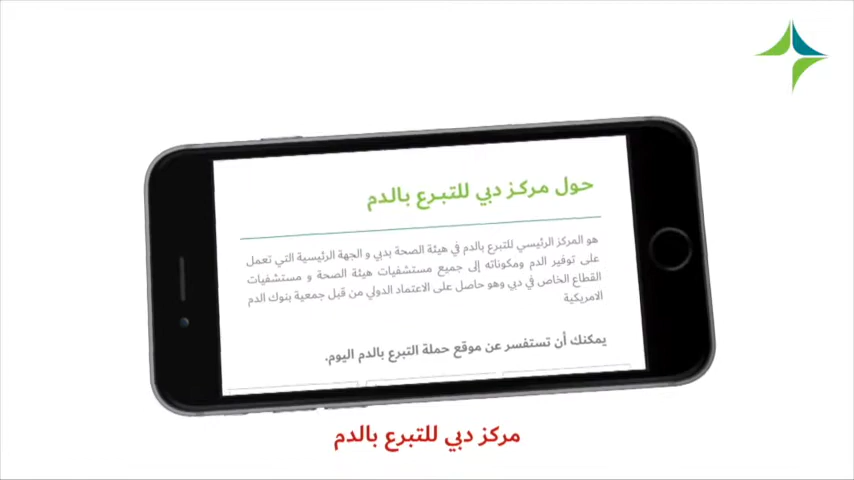 حول مركز دبي للتبرع بالدم
هو المركز الرئيسي للتبرع بالدم في هيئة الصحة بدبي و الجهة الرئيسية التي تعمل
على توفير الدم ومكوناته إلى جميع مستشفيات هيئة الصحة و مستشفيات
القطاع الخاص في دبي وهو حاصل على الاعتماد الدولي من قبل جمعية بنوك الدم
الامريكية
يمكنك أن تستفسر عن موقع حملة التبرع بالدم اليوم.
مركز دبي للتبرع بالدم